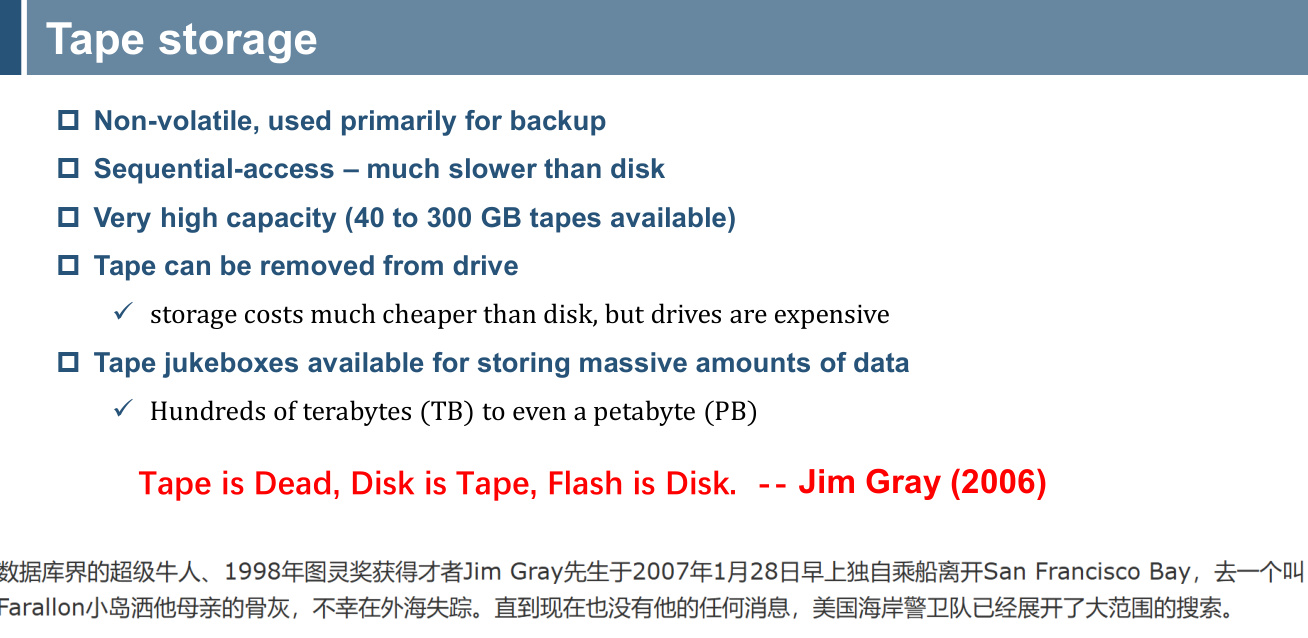 Tape storage
Non-volatile, used primarily for backup
Sequential-access – much slower than disk
Very high capacity (40 to 300 GB tapes available)
Tape can be removed from drive
storage costs much cheaper than disk, but drives are expensive
Tape jukeboxes available for storing massive amounts of data
Hundreds of terabytes (TB) to even a petabyte (PB)
Tape is Dead, Disk is Tape, Flash is Disk. -- Jim Gray (2006)
数据库界的超级牛人、1998年图灵奖获得才者Jim Gray先生于2007年1月28日早上独自乘船离开San Francisco Bay，去一个叫
Farallon小岛洒他母亲的骨灰，不幸在外海失踪。直到现在也没有他的任何消息，美国海岸警卫队已经展开了大范围的搜索。